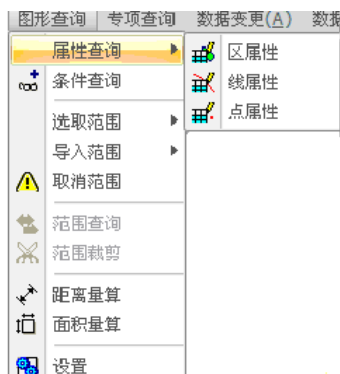 图形查询 专项查询 数据变更(A) 数据
属性查询
条件查询
选取范围
导入范围
取消范围
范围查询
范围裁剪
距离量算
面积量算
设置
区属性
线属性
点属性